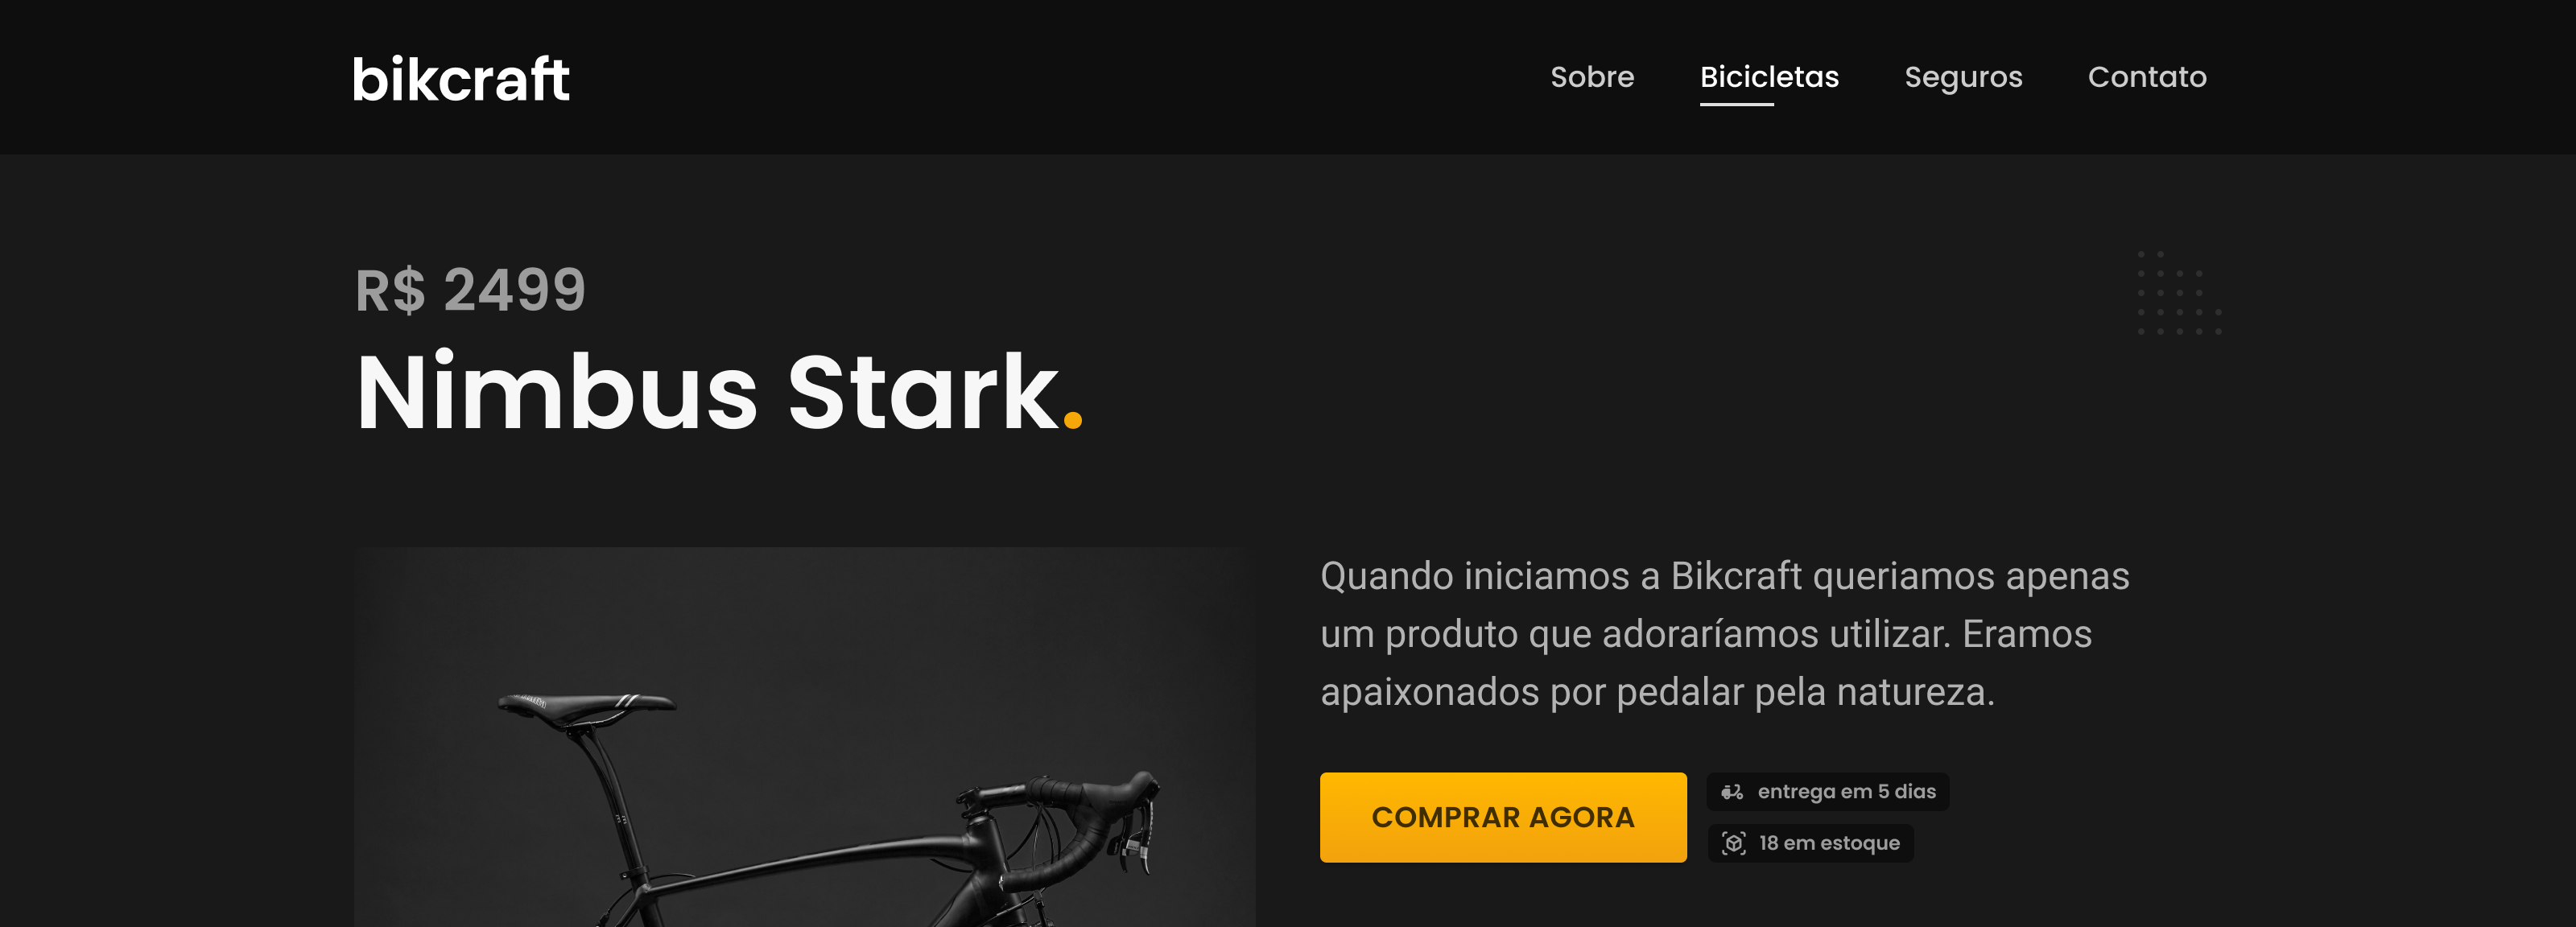 bikcraft
Sobre
Bicicletas
Seguros
Contato
R$ 2499
Nimbus Stark.
Quando iniciamos a Bikcraft queriamos apenas
um produto que adoraríamos utilizar. Eramos
apaixonados por pedalar pela natureza.
COMPRAR AGORA
entrega em 5 dias
18 em estoque